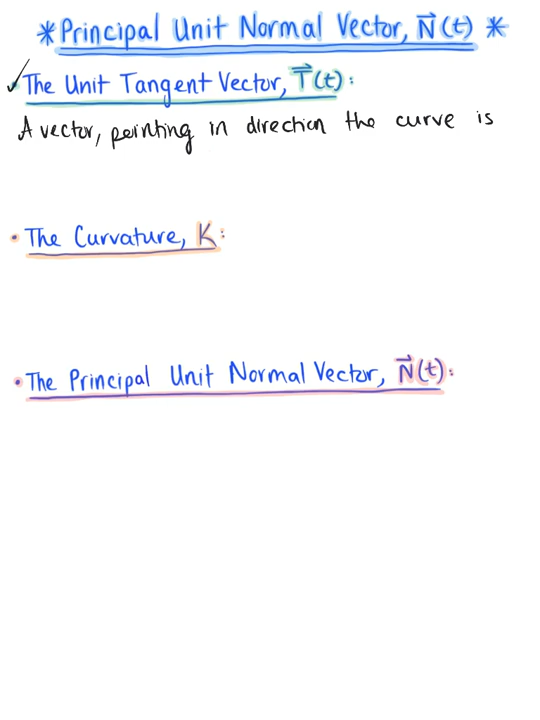 *Principal Unit Normal Vector, N⃗(t) *
✓The Unit Tangent Vector, T⃗(t):
A vector, pointing in direction the curve is
• The Curvature, K:
• The Principal Unit Normal Vector, N⃗(t):